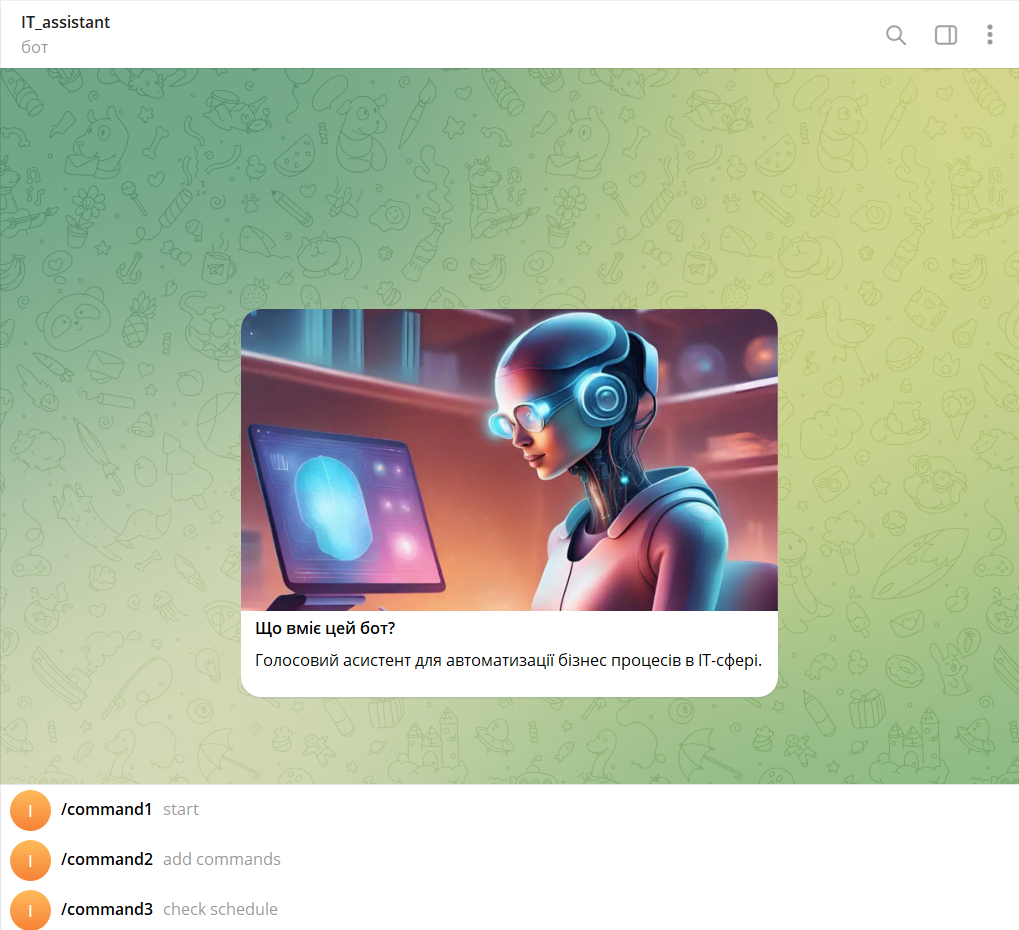 IT_assistant
бот
Що вміє цей бот?
Голосовий асистент для автоматизації бізнес процесів в ІТ-сфері.
I /command1 start
I /command2 add commands
I /command3 check schedule